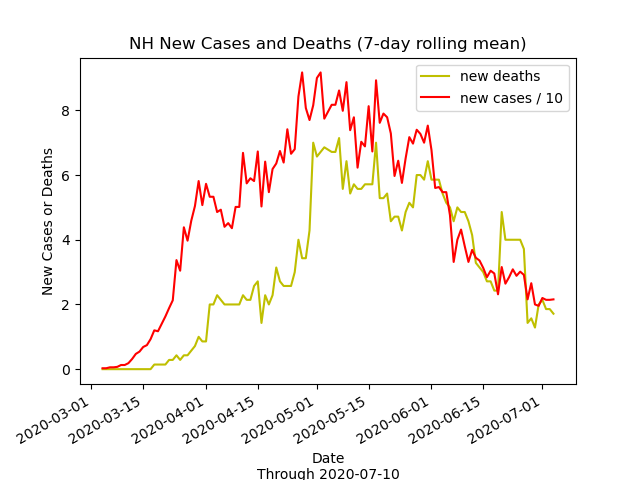 NH New Cases and Deaths (7-day rolling mean)
new deaths
new cases / 10
New Cases or Deaths
8
6
4
2
0
2020-03-01
2020-03-15
2020-04-01
2020-04-15
2020-05-01
2020-05-15
2020-06-01
2020-06-15
2020-07-01
Date
Through 2020-07-10